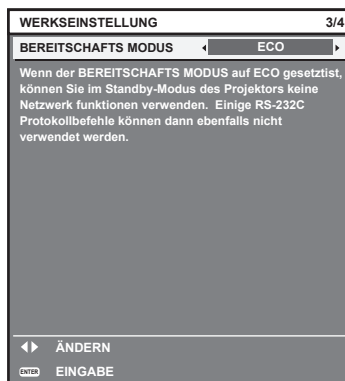 WERKSEINSTELLUNG 3/4
BEREITSCHAFTS MODUS ECO
Wenn der BEREITSCHAFTS MODUS auf ECO gesetztist,
können Sie im Standby-Modus des Projektors keine
Netzwerk funktionen verwenden. Einige RS-232C
Protokollbefehle können dann ebenfalls nicht
verwendet werden.
ÄNDERN
ENTER EINGABE